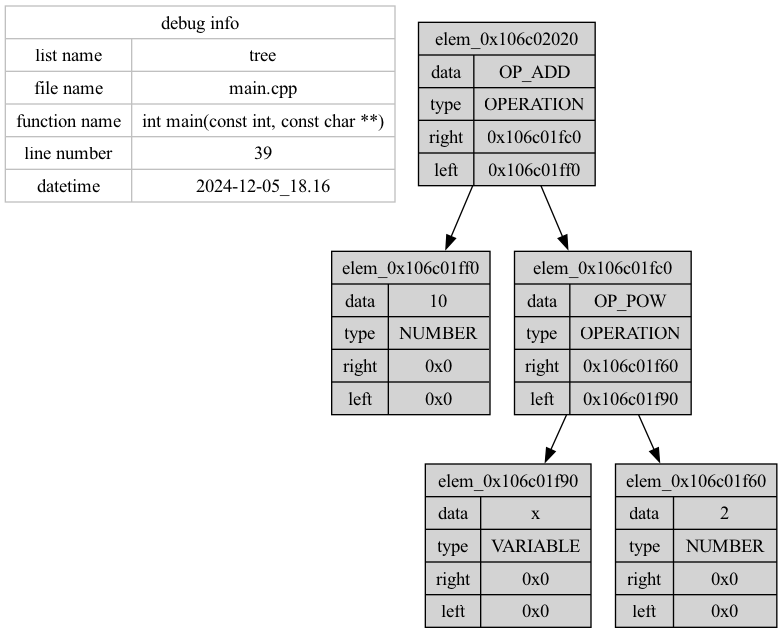 debug info
list name tree
file name main.cpp
function name int main(const int, const char **)
line number 39
datetime 2024-12-05_18.16
elem_0x106c02020
data OP_ADD
type OPERATION
right 0x106c01fc0
left 0x106c01ff0
elem_0x106c01ff0
data 10
type NUMBER
right 0x0
left 0x0
elem_0x106c01fc0
data OP_POW
type OPERATION
right 0x106c01f60
left 0x106c01f90
elem_0x106c01f90
data x
type VARIABLE
right 0x0
left 0x0
elem_0x106c01f60
data 2
type NUMBER
right 0x0
left 0x0